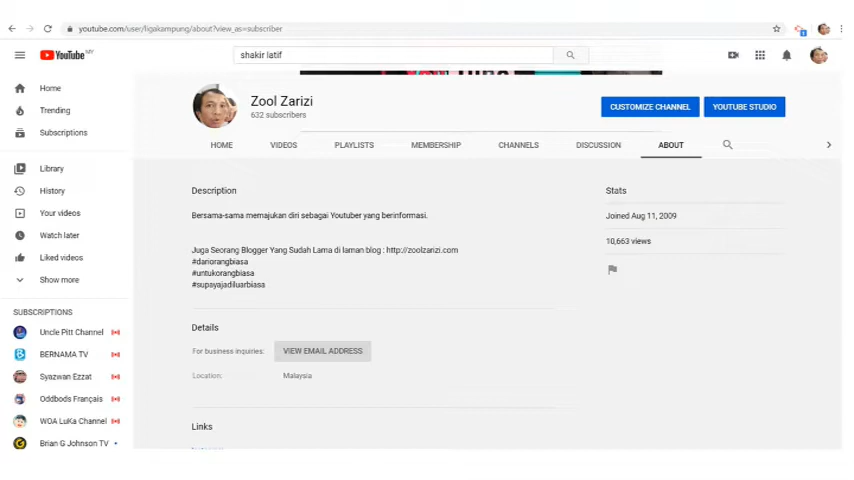 youtube.com/user/ligakampung/about?view_as=subscriber
YouTube MY
shakir latif
Home
Trending
Subscriptions
Library
History
Your videos
Watch later
Liked videos
Show more
SUBSCRIPTIONS
Uncle Pitt Channel
BERNAMA TV
Syazwan Ezzat
Oddbods Français
WOA LuKa Channel
Brian G Johnson TV
Zool Zarizi
632 subscribers
CUSTOMIZE CHANNEL
YOUTUBE STUDIO
HOME
VIDEOS
PLAYLISTS
MEMBERSHIP
CHANNELS
DISCUSSION
ABOUT
Description
Bersama-sama memajukan diri sebagai Youtuber yang berinformasi.
Juga Seorang Blogger Yang Sudah Lama di laman blog : http://zoolzarizi.com
#dariorangbiasa
#untukorangbiasa
#supayajadiluarbiasa
Details
For business inquiries: VIEW EMAIL ADDRESS
Location: Malaysia
Links
Stats
Joined Aug 11, 2009
10,663 views